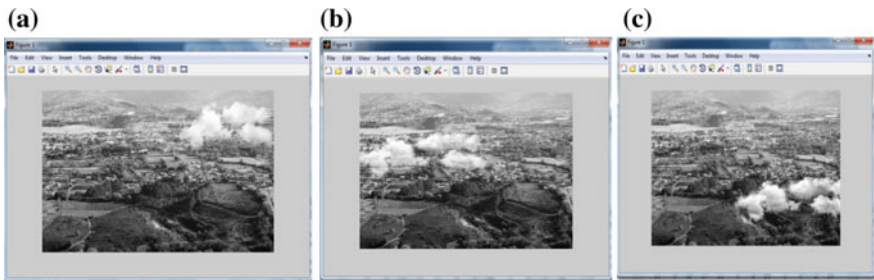 (a)
(b)
(c)
Figure 1
File Edit View Insert Tools Desktop Window Help
Figure 1
File Edit View Insert Tools Desktop Window Help
Figure 1
File Edit View Insert Tools Desktop Window Help